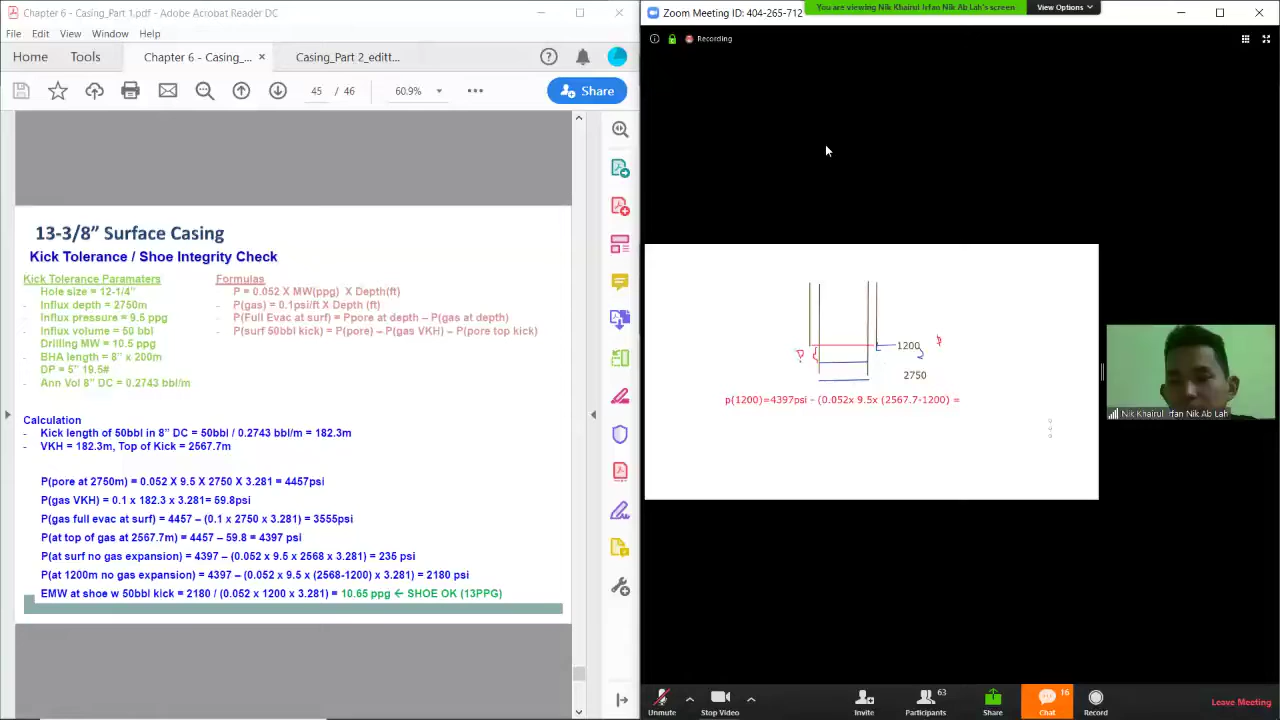 Chapter 6 - Casing_Part 1.pdf - Adobe Acrobat Reader DC
File Edit View Window Help
Home Tools Chapter 6 - Casing_... × Casing_Part 2_editt...
45 / 46 60.9% Share
13-3/8" Surface Casing
Kick Tolerance / Shoe Integrity Check
Kick Tolerance Paramaters
- Hole size = 12-1/4"
- Influx depth = 2750m
- Influx pressure = 9.5 ppg
- Influx volume = 50 bbl
- Drilling MW = 10.5 ppg
- BHA length = 8" x 200m
- DP = 5" 19.5#
- Ann Vol 8" DC = 0.2743 bbl/m
Formulas
- P = 0.052 X MW(ppg) X Depth(ft)
- P(gas) = 0.1psi/ft X Depth (ft)
- P(Full Evac at surf) = Ppore at depth – P(gas at depth)
- P(surf 50bbl kick) = P(pore) – P(gas VKH) – P(pore top kick)
Calculation
- Kick length of 50bbl in 8" DC = 50bbl / 0.2743 bbl/m = 182.3m
- VKH = 182.3m, Top of Kick = 2567.7m
P(pore at 2750m) = 0.052 X 9.5 X 2750 X 3.281 = 4457psi
P(gas VKH) = 0.1 x 182.3 x 3.281= 59.8psi
P(gas full evac at surf) = 4457 – (0.1 x 2750 x 3.281) = 3555psi
P(at top of gas at 2567.7m) = 4457 – 59.8 = 4397 psi
P(at surf no gas expansion) = 4397 – (0.052 x 9.5 x 2568 x 3.281) = 235 psi
P(at 1200m no gas expansion) = 4397 – (0.052 x 9.5 x (2568-1200) x 3.281) = 2180 psi
EMW at shoe w 50bbl kick = 2180 / (0.052 x 1200 x 3.281) = 10.65 ppg ← SHOE OK (13PPG)
Zoom Meeting ID: 404-265-712
You are viewing Nik Khairul Irfan Nik Ab Lah's screen View Options
Recording
1200
2750
p(1200)=4397psi - (0.052x 9.5x (2567.7-1200) =
Nik Khairul Irfan Nik Ab Lah
63 16
Unmute Stop Video Invite Participants Share Chat Record Leave Meeting